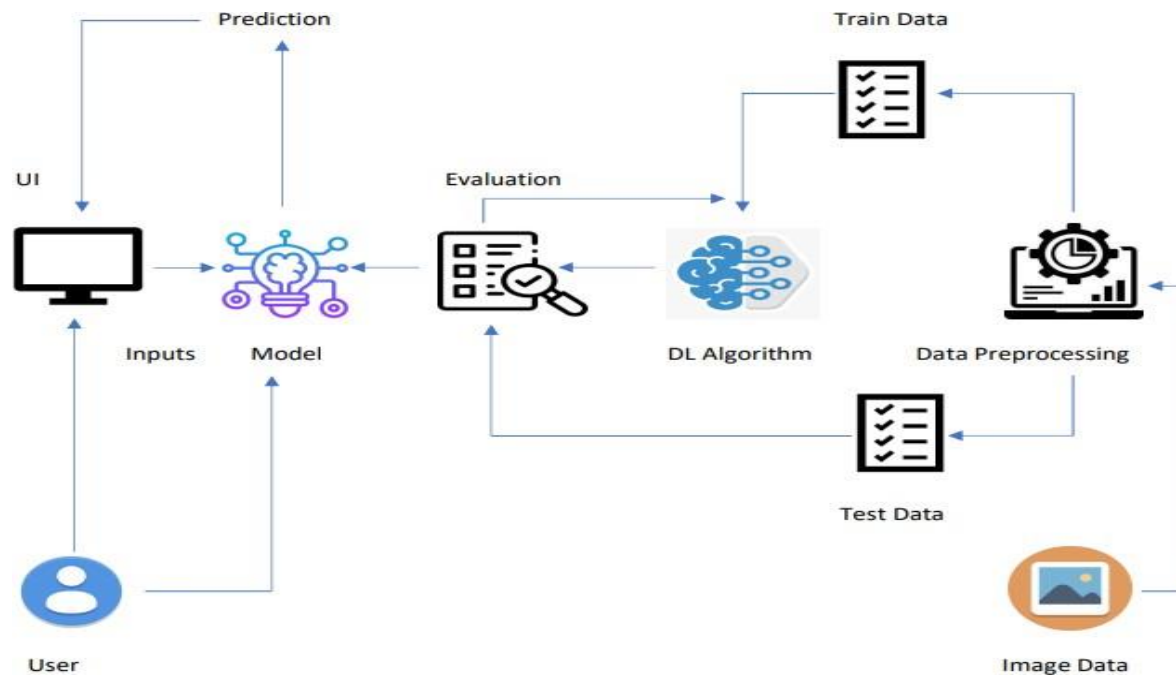 Prediction
Train Data
UI
Evaluation
Inputs
Model
DL Algorithm
Data Preprocessing
Test Data
User
Image Data